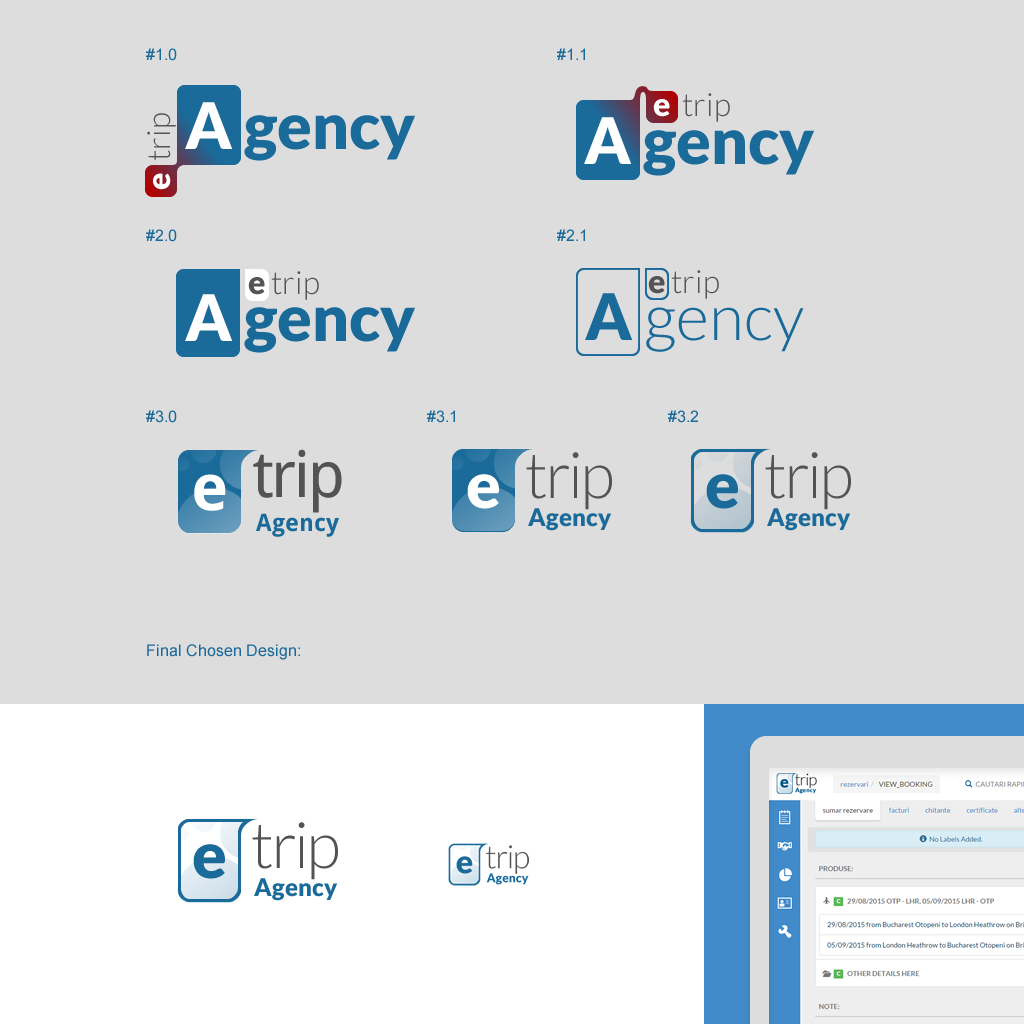 #1.0
#1.1
e trip
Agency
e trip
Agency
#2.0
#2.1
e trip
Agency
e trip
Agency
#3.0
#3.1
#3.2
e trip
Agency
e trip
Agency
e trip
Agency
Final Chosen Design:
e trip
Agency
e trip
Agency
e trip
Agency
rezervari / VIEW_BOOKING
CAUTARI RAPI
sumar rezervare
facturi
chitante
certificate
alte
No Labels Added.
PRODUSE:
C 29/08/2015 OTP - LHR, 05/09/2015 LHR - OTP
29/08/2015 from Bucharest Otopeni to London Heathrow on Bri
05/09/2015 from London Heathrow to Bucharest Otopeni on Bri
C OTHER DETAILS HERE
NOTE: